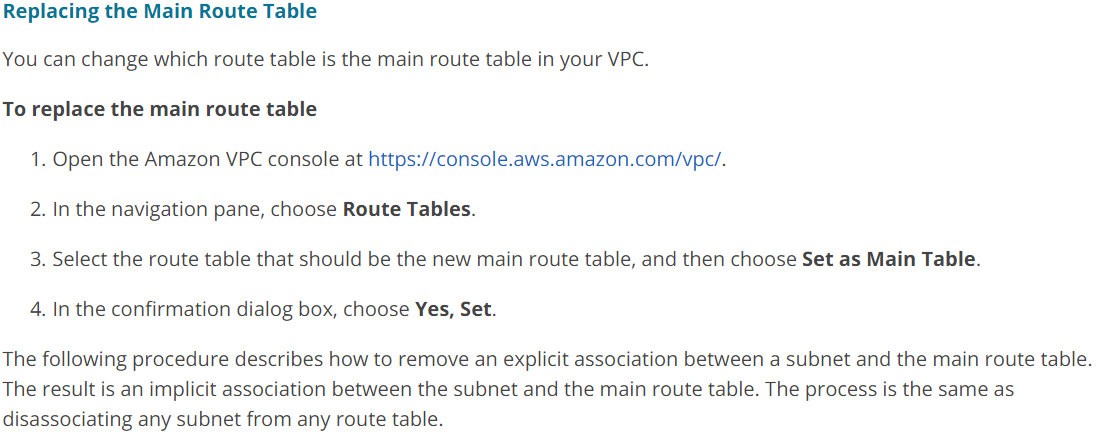 Replacing the Main Route Table
You can change which route table is the main route table in your VPC.
To replace the main route table
1. Open the Amazon VPC console at https://console.aws.amazon.com/vpc/.
2. In the navigation pane, choose Route Tables.
3. Select the route table that should be the new main route table, and then choose Set as Main Table.
4. In the confirmation dialog box, choose Yes, Set.
The following procedure describes how to remove an explicit association between a subnet and the main route table.
The result is an implicit association between the subnet and the main route table. The process is the same as
disassociating any subnet from any route table.